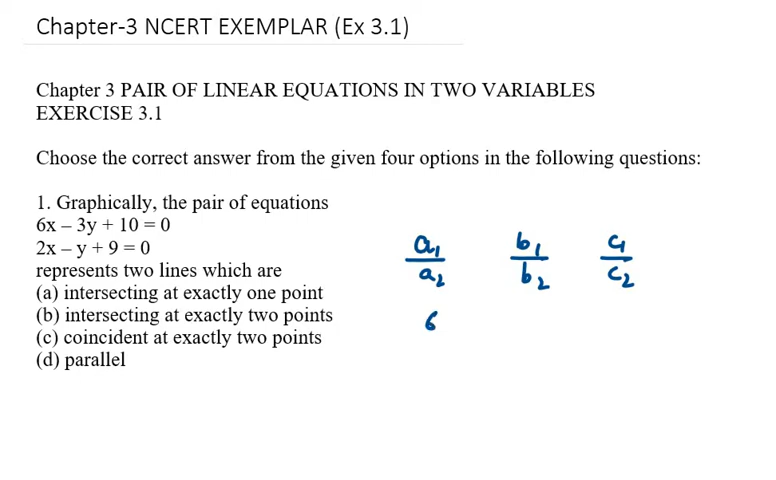 Chapter-3 NCERT EXEMPLAR (Ex 3.1)
Chapter 3 PAIR OF LINEAR EQUATIONS IN TWO VARIABLES
EXERCISE 3.1
Choose the correct answer from the given four options in the following questions:
1. Graphically, the pair of equations
6x – 3y + 10 = 0
2x – y + 9 = 0
represents two lines which are
(a) intersecting at exactly one point
(b) intersecting at exactly two points
(c) coincident at exactly two points
(d) parallel
a₁/a₂ b₁/b₂ c₁/c₂
6